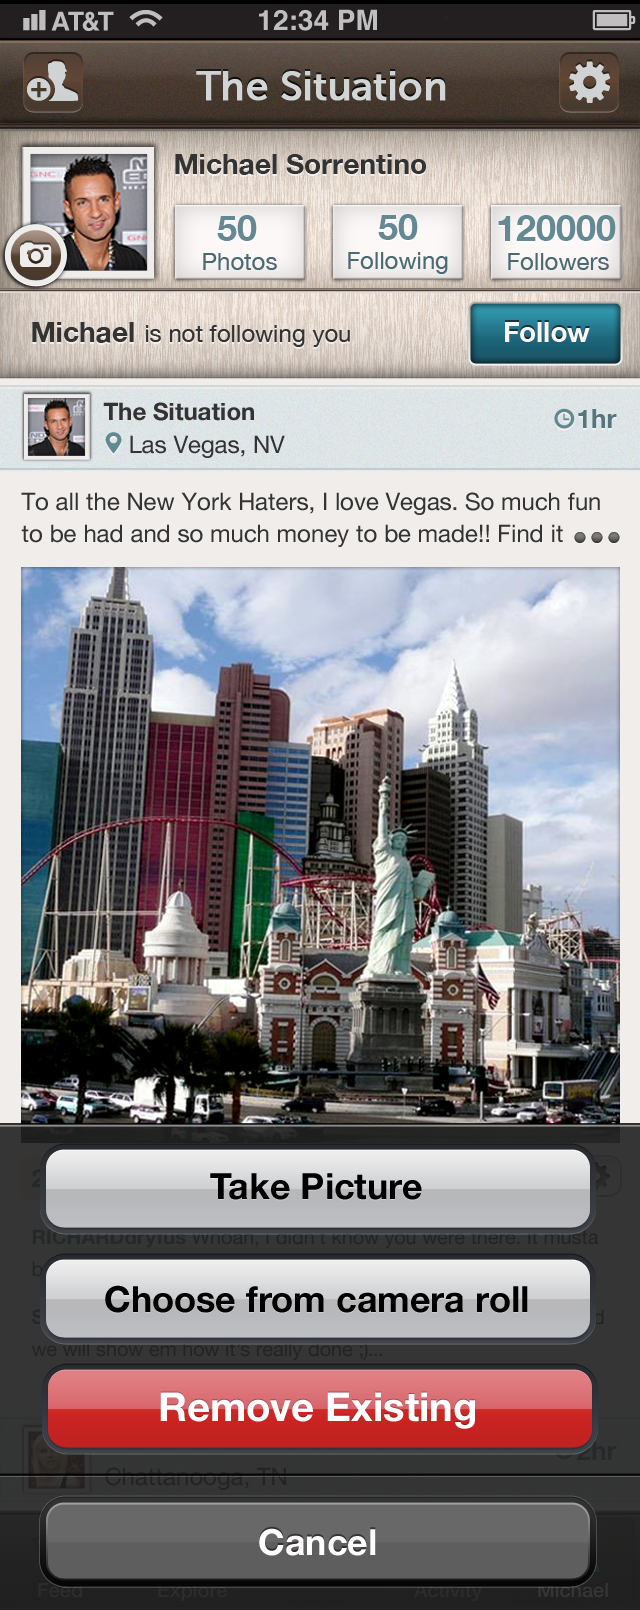 AT&T
12:34 PM
The Situation
Michael Sorrentino
50
Photos
50
Following
120000
Followers
Michael is not following you
Follow
The Situation
1hr
Las Vegas, NV
To all the New York Haters, I love Vegas. So much fun
to be had and so much money to be made!! Find it
Take Picture
RICHARDdryfus Whoah, I didn't know you were there. It musta
Choose from camera roll
we will show em how it's really done ;)...
Remove Existing
2hr
Chattanooga, TN
Cancel
Feed
Explore
Activity
Michael